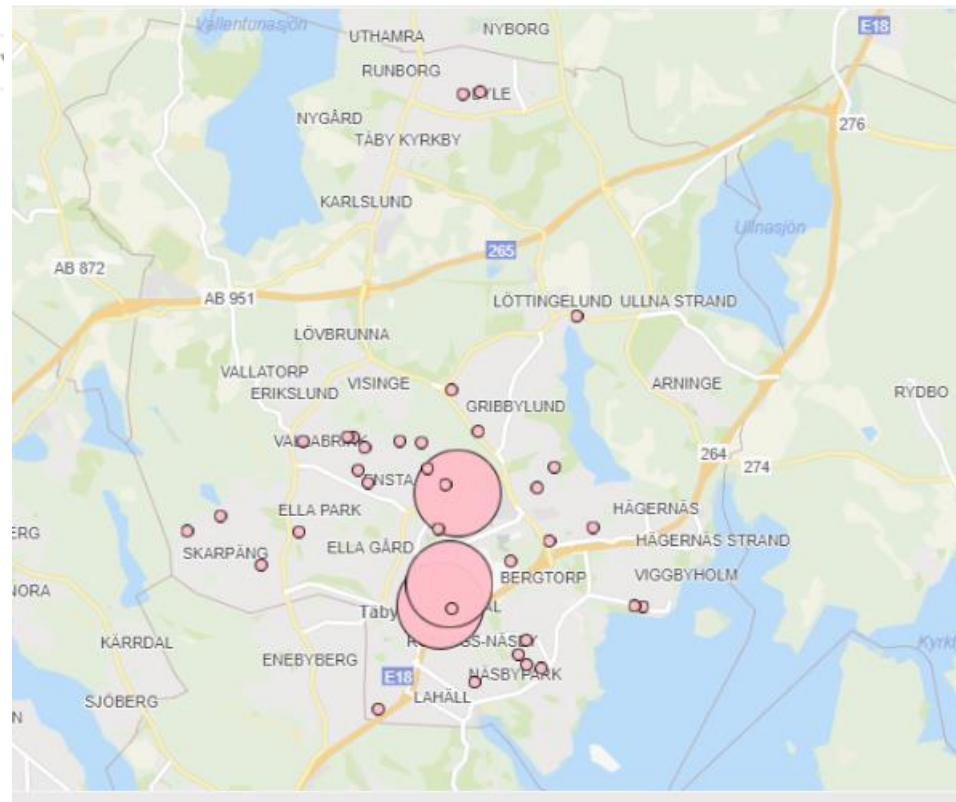 Vallentunasjön
UTHAMRA
NYBORG
E18
RUNBORG
NYGÅRD
276
TÄBY KYRKBY
KARLSLUND
Ullnasjön
265
AB 872
AB 951
LÖTTINGELUND
ULLNA STRAND
LÖVBRUNNA
VALLATORP
VISINGE
ARNINGE
ERIKSLUND
RYDBO
GRIBBYLUND
264
274
ELLA PARK
HÄGERNÄS
SKARPÄNG
ELLA GÅRD
HÄGERNÄS STRAND
BERGTORP
VIGGBYHOLM
NORA
Täby
KÄRRDAL
ENEBYBERG
NÄSBYPARK
E18
LAHÄLL
SJÖBERG